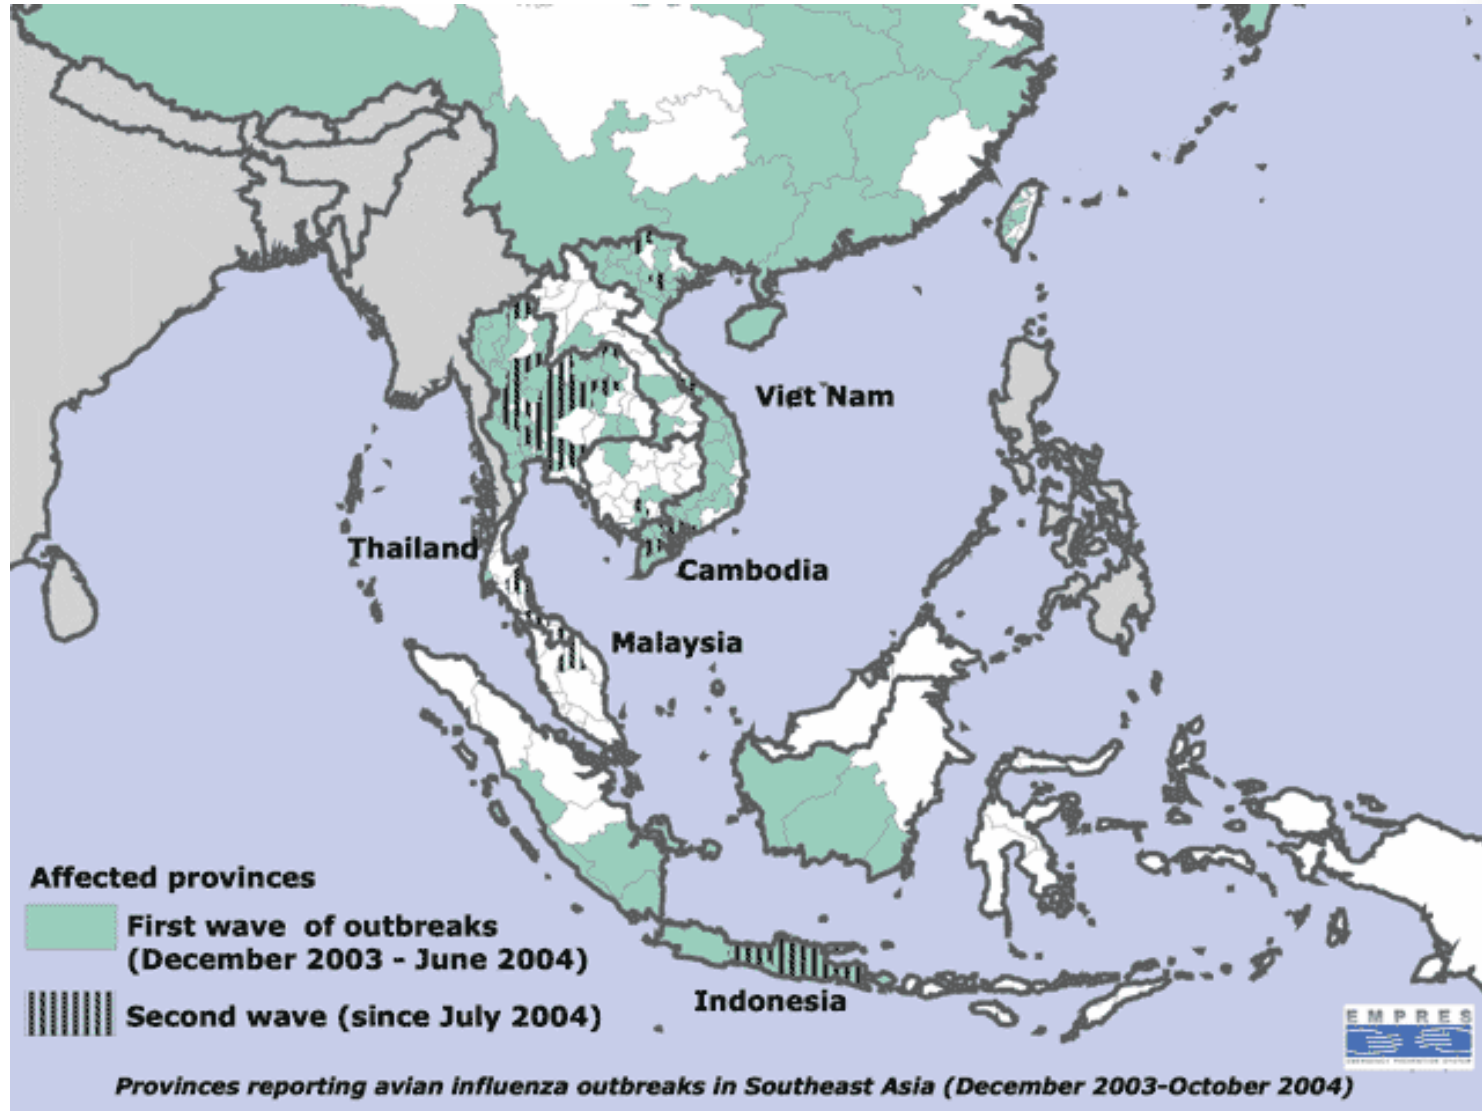 Viet Nam
Thailand
Cambodia
Malaysia
Affected provinces
First wave of outbreaks
(December 2003 - June 2004)
Indonesia
Second wave (since July 2004)
EMPRES
Provinces reporting avian influenza outbreaks in Southeast Asia (December 2003-October 2004)